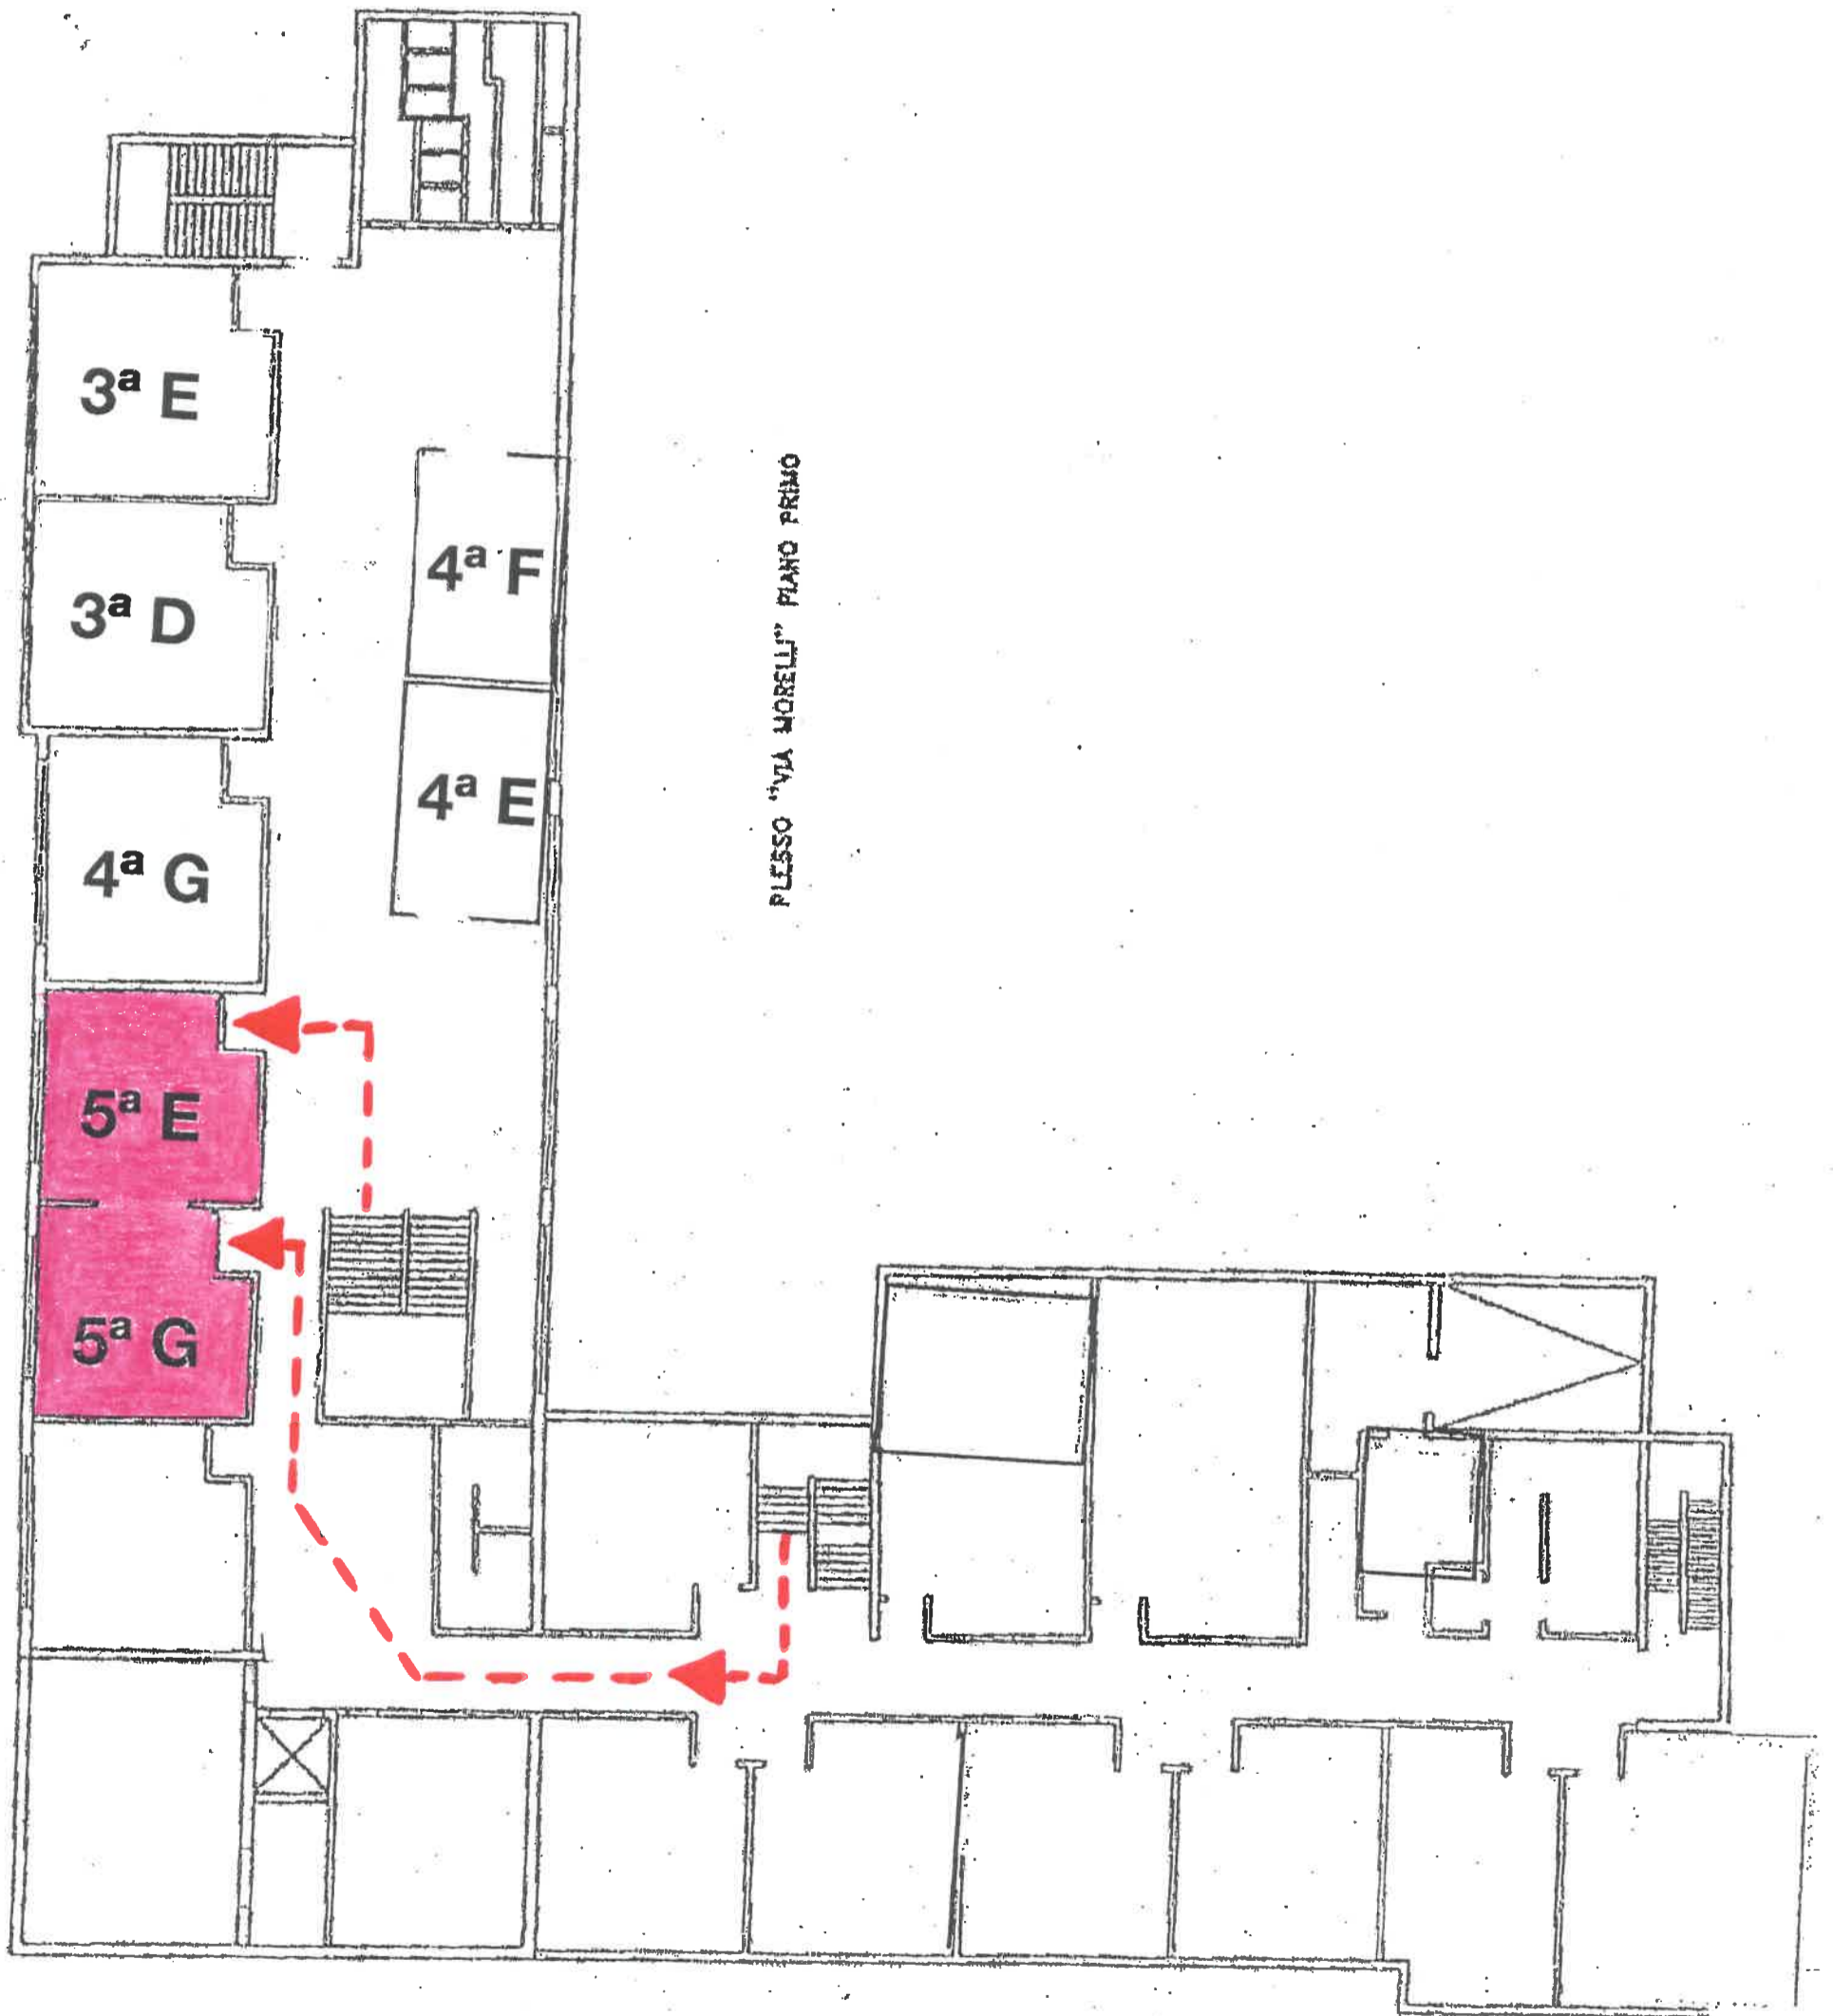 3ª E
4ª F
3ª D
4ª E
4ª G
5ª E
5ª G
PLESSO "VIA MORELLI" PIANO PRIMO